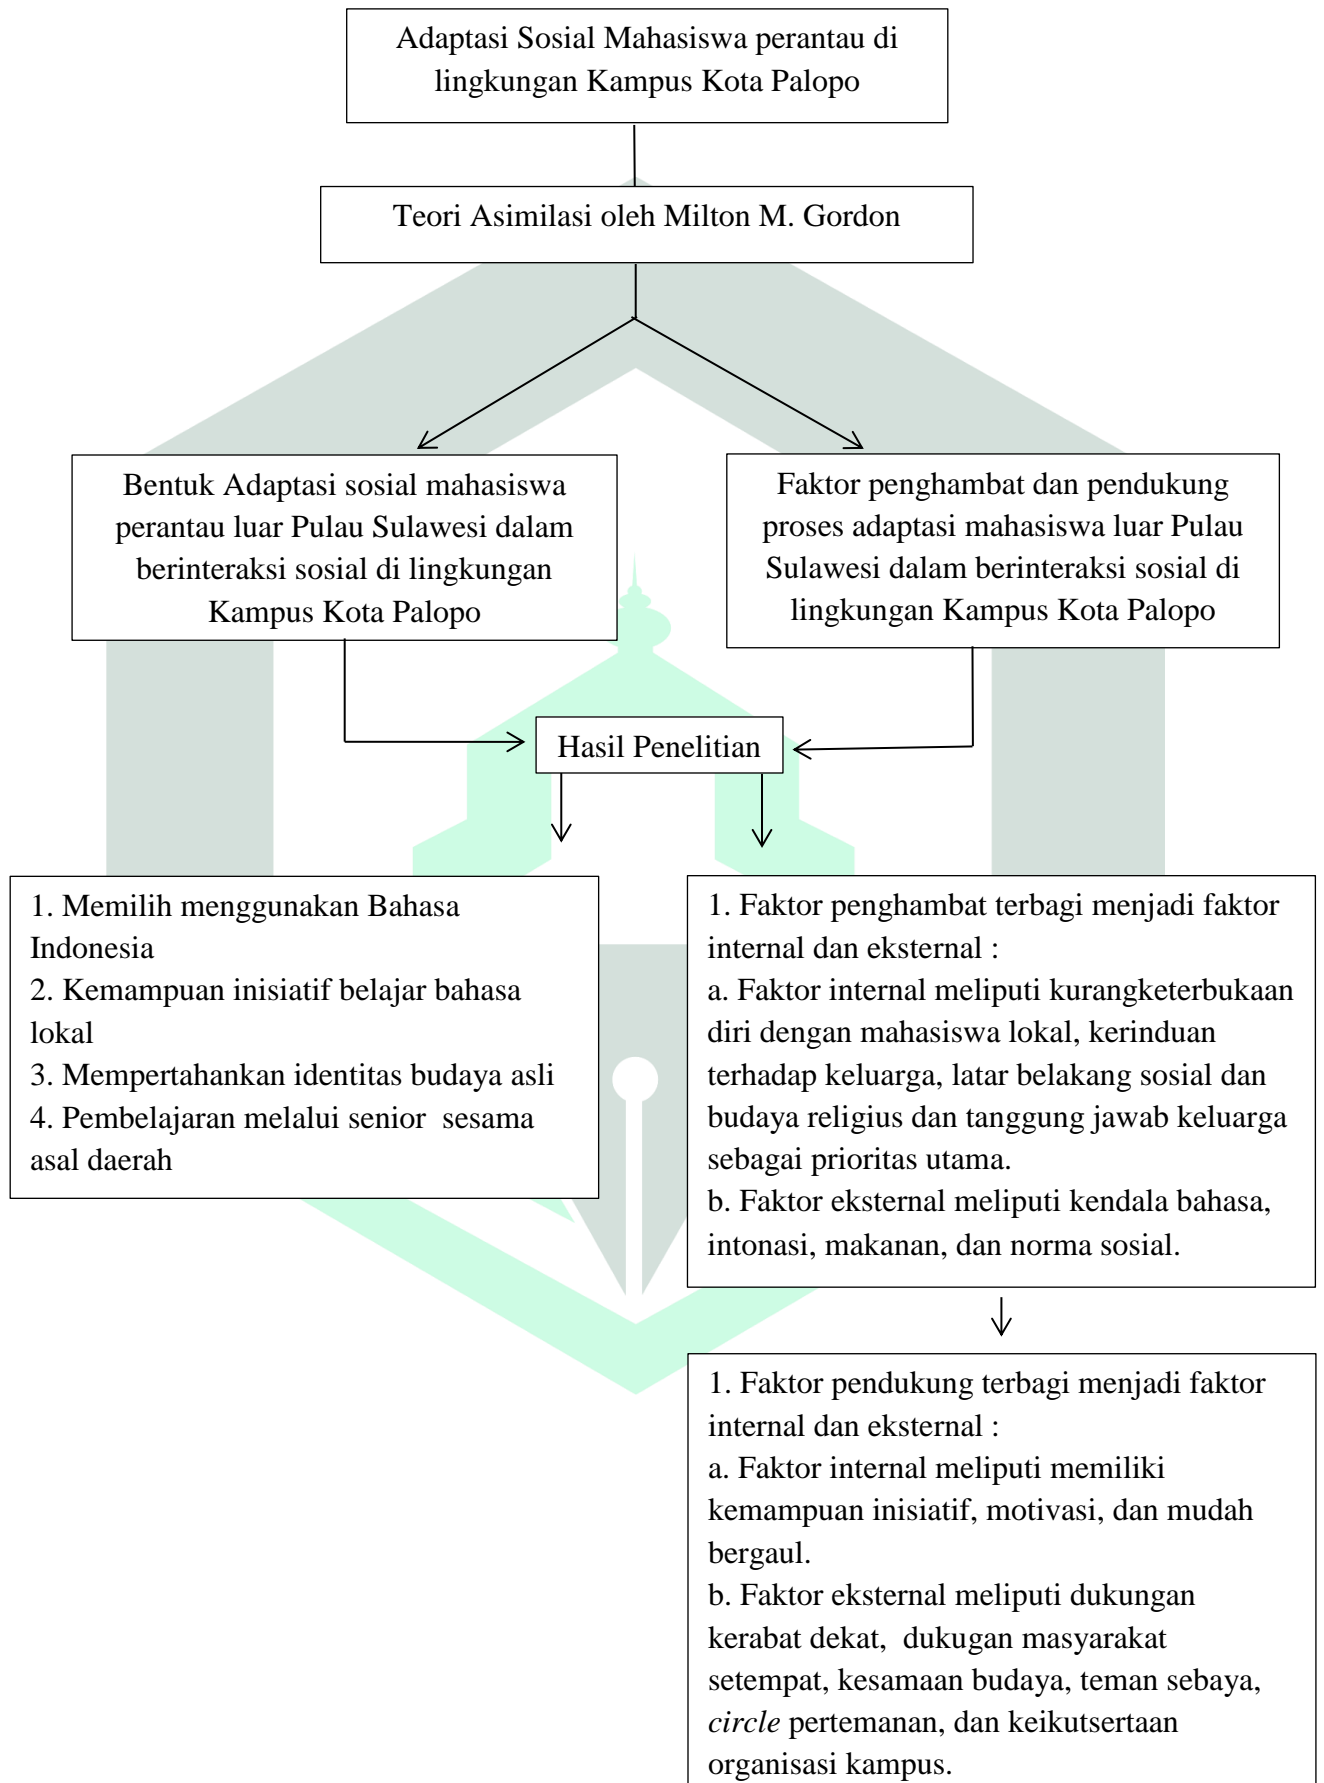 Adaptasi Sosial Mahasiswa perantau di
lingkungan Kampus Kota Palopo
Teori Asimilasi oleh Milton M. Gordon
Bentuk Adaptasi sosial mahasiswa
perantau luar Pulau Sulawesi dalam
berinteraksi sosial di lingkungan
Kampus Kota Palopo
Faktor penghambat dan pendukung
proses adaptasi mahasiswa luar Pulau
Sulawesi dalam berinteraksi sosial di
lingkungan Kampus Kota Palopo
Hasil Penelitian
1. Memilih menggunakan Bahasa
Indonesia
2. Kemampuan inisiatif belajar bahasa
lokal
3. Mempertahankan identitas budaya asli
4. Pembelajaran melalui senior  sesama
asal daerah
1. Faktor penghambat terbagi menjadi faktor
internal dan eksternal :
a. Faktor internal meliputi kurangketerbukaan
diri dengan mahasiswa lokal, kerinduan
terhadap keluarga, latar belakang sosial dan
budaya religius dan tanggung jawab keluarga
sebagai prioritas utama.
b. Faktor eksternal meliputi kendala bahasa,
intonasi, makanan, dan norma sosial.
1. Faktor pendukung terbagi menjadi faktor
internal dan eksternal :
a. Faktor internal meliputi memiliki
kemampuan inisiatif, motivasi, dan mudah
bergaul.
b. Faktor eksternal meliputi dukungan
kerabat dekat,  dukugan masyarakat
setempat, kesamaan budaya, teman sebaya,
circle pertemanan, dan keikutsertaan
organisasi kampus.